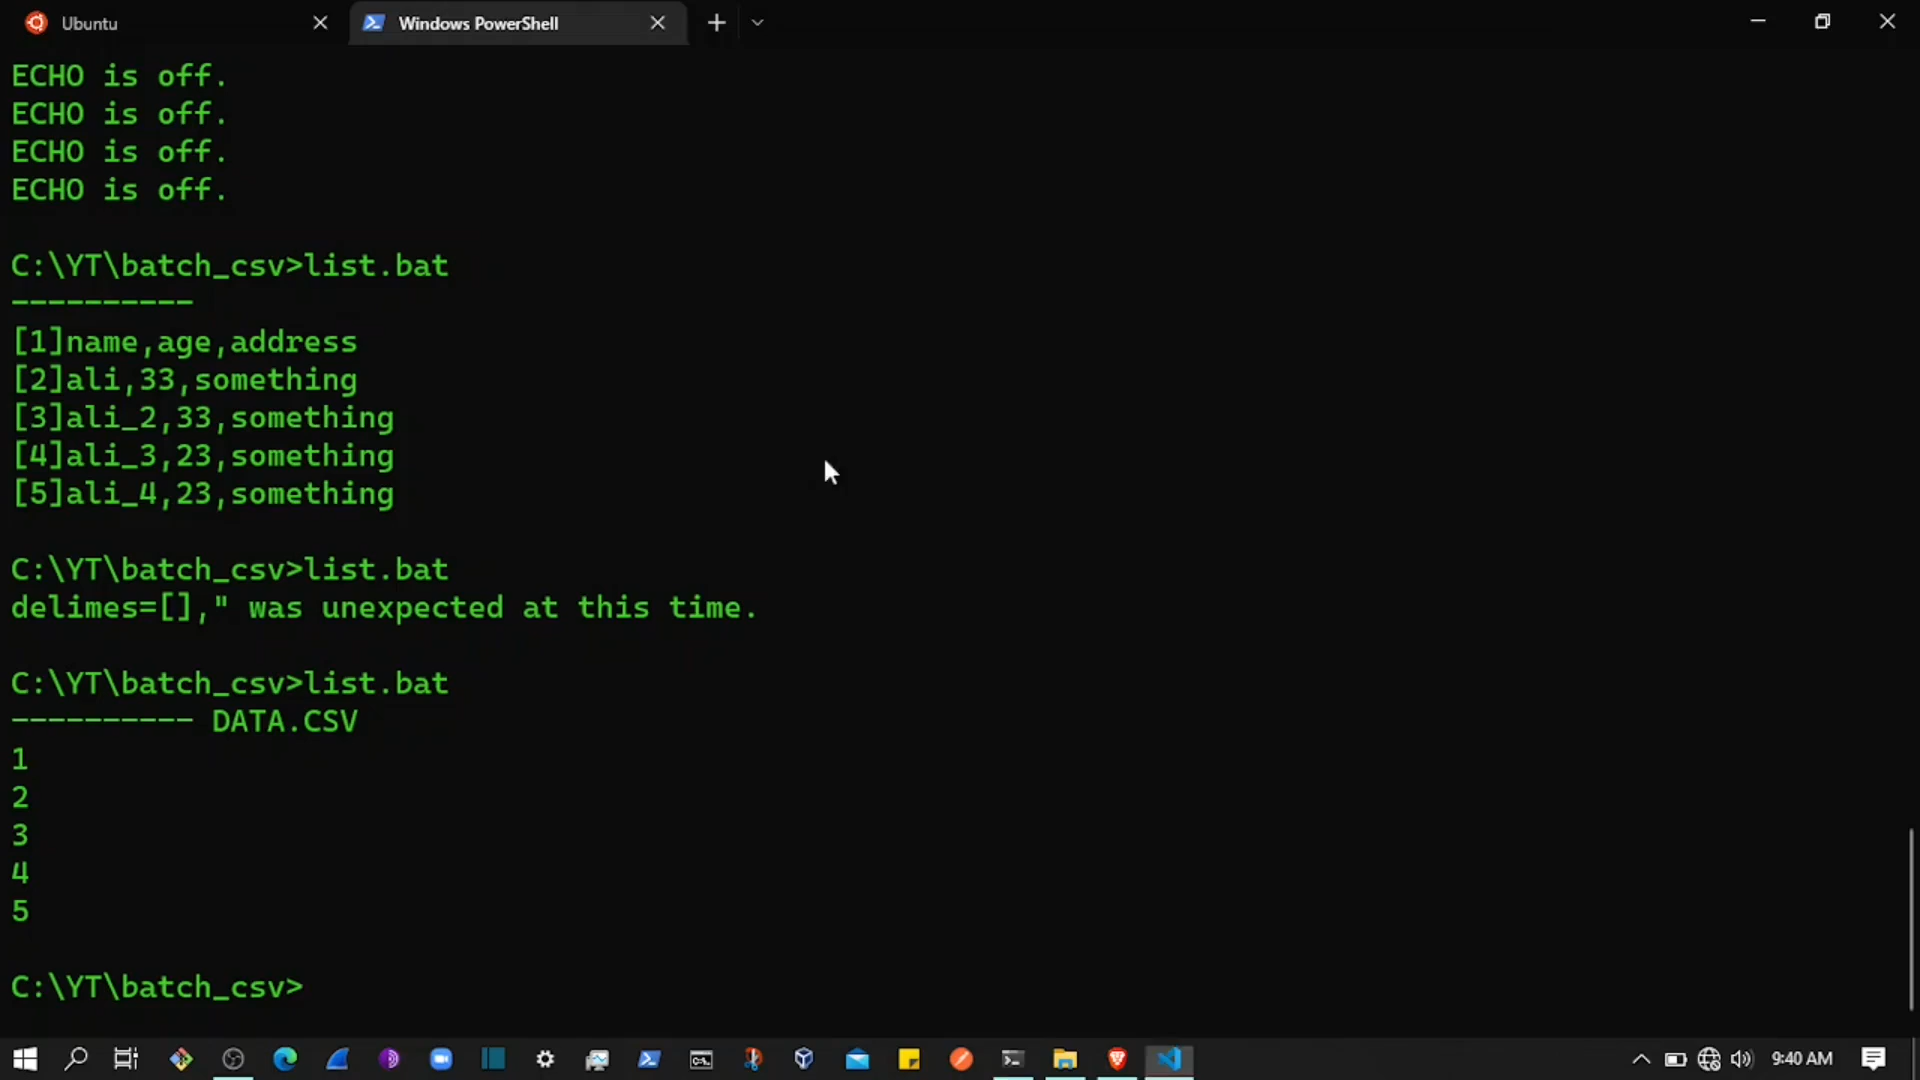 Ubuntu
Windows PowerShell
ECHO is off.
ECHO is off.
ECHO is off.
ECHO is off.
C:\YT\batch_csv>list.bat
----------
[1]name,age,address
[2]ali,33,something
[3]ali_2,33,something
[4]ali_3,23,something
[5]ali_4,23,something
C:\YT\batch_csv>list.bat
delimes=[]," was unexpected at this time.
C:\YT\batch_csv>list.bat
---------- DATA.CSV
1
2
3
4
5
C:\YT\batch_csv>
9:40 AM